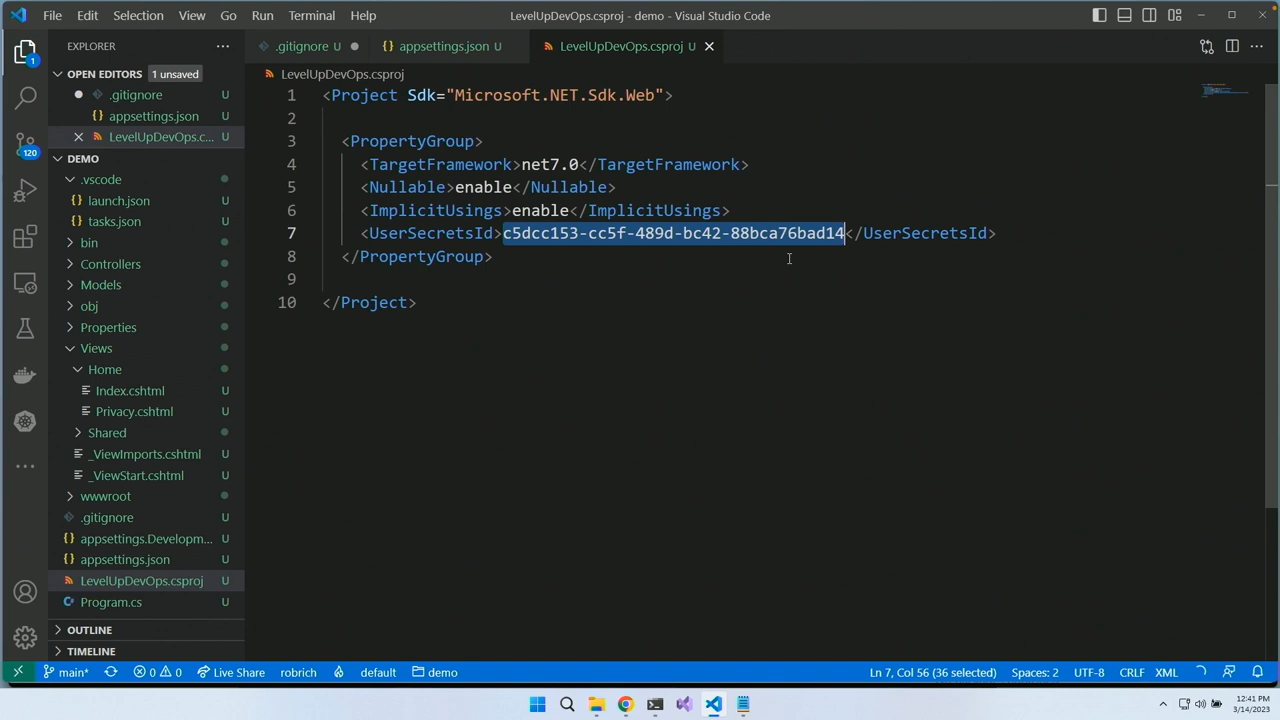 File Edit Selection View Go Run Terminal Help LevelUpDevOps.csproj - demo - Visual Studio Code
EXPLORER
OPEN EDITORS 1 unsaved
.gitignore U
appsettings.json U
LevelUpDevOps.c... U
DEMO
.vscode
launch.json U
tasks.json U
bin
Controllers
Models
obj
Properties
Views
Home
Index.cshtml U
Privacy.cshtml U
Shared
_ViewImports.cshtml U
_ViewStart.cshtml U
wwwroot
.gitignore U
appsettings.Developm... U
appsettings.json U
LevelUpDevOps.csproj U
Program.cs U
OUTLINE
TIMELINE
1
120
.gitignore U appsettings.json U LevelUpDevOps.csproj U
LevelUpDevOps.csproj
1 <Project Sdk="Microsoft.NET.Sdk.Web">
2
3 <PropertyGroup>
4 <TargetFramework>net7.0</TargetFramework>
5 <Nullable>enable</Nullable>
6 <ImplicitUsings>enable</ImplicitUsings>
7 <UserSecretsId>c5dcc153-cc5f-489d-bc42-88bca76bad14</UserSecretsId>
8 </PropertyGroup>
9
10 </Project>
main* 0 0 Live Share robrich default demo Ln 7, Col 56 (36 selected) Spaces: 2 UTF-8 CRLF XML
12:41 PM
3/14/2023